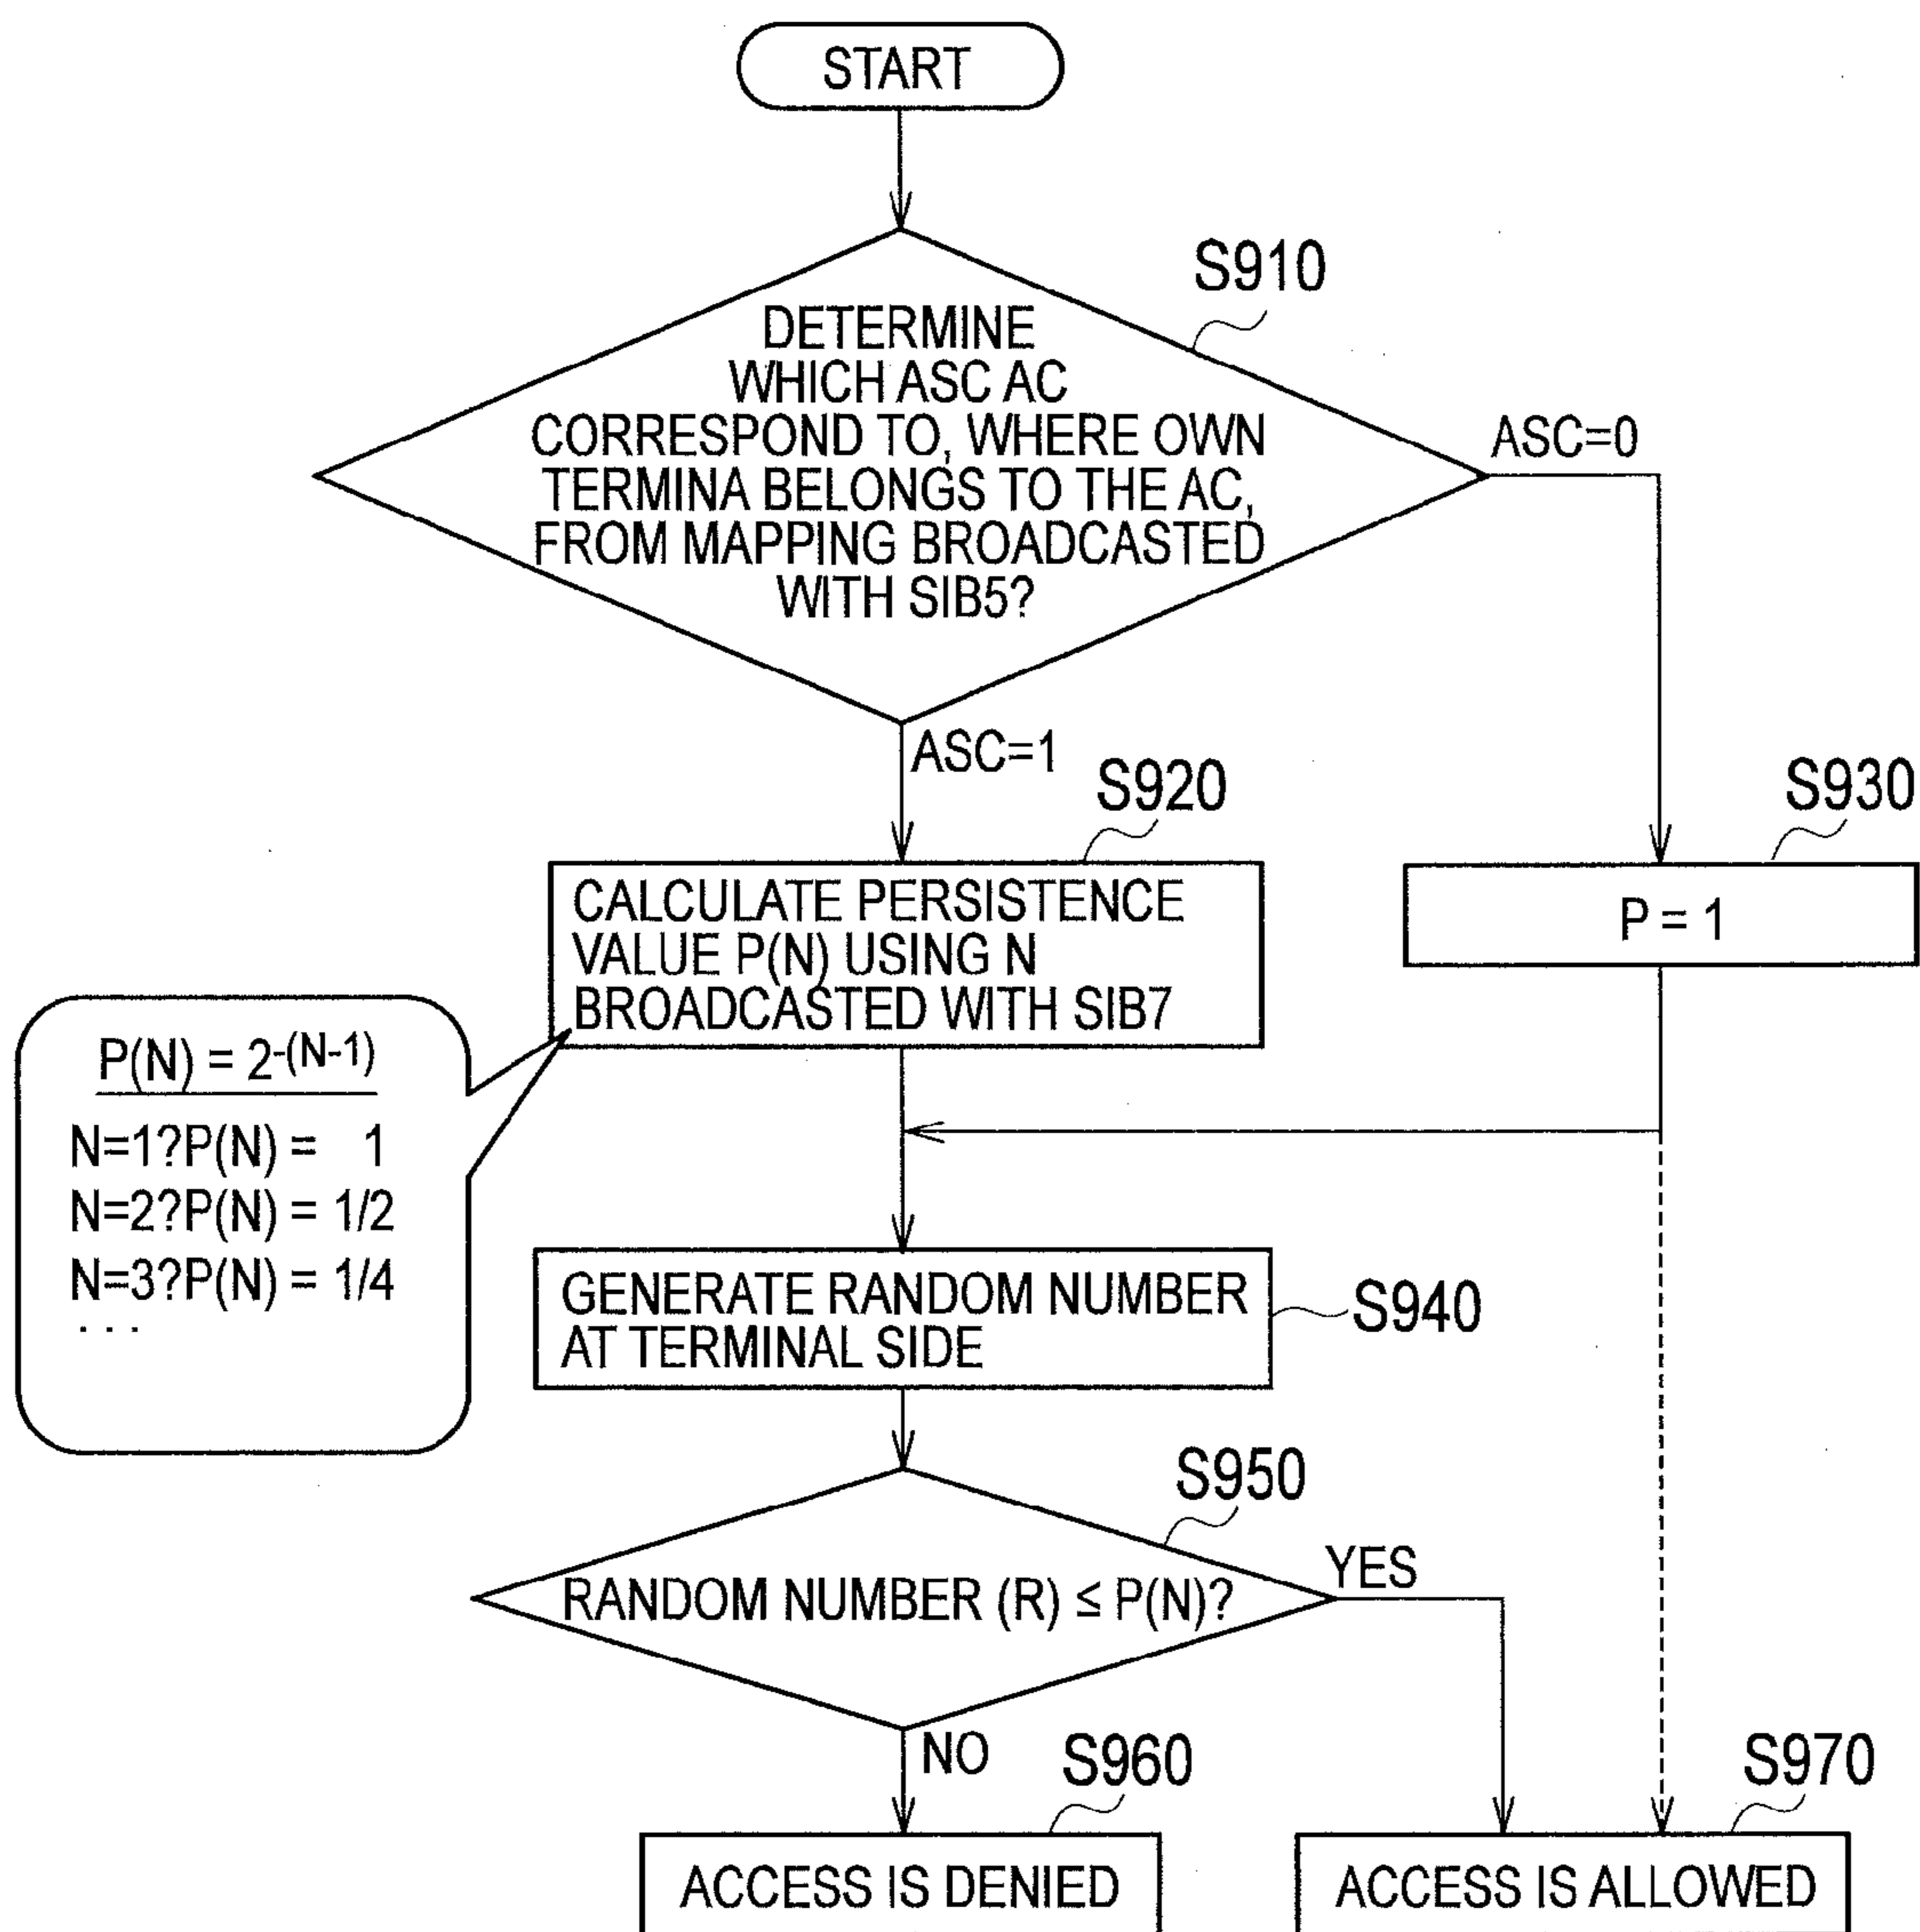 START
S910
DETERMINE
WHICH ASC AC
CORRESPOND TO, WHERE OWN
TERMINA BELONGS TO THE AC,
FROM MAPPING BROADCASTED
WITH SIB5?
ASC=0
ASC=1
S920
S930
CALCULATE PERSISTENCE
VALUE P(N) USING N
BROADCASTED WITH SIB7
P = 1
P(N) = 2-(N-1)
N=1?P(N) = 1
N=2?P(N) = 1/2
N=3?P(N) = 1/4
...
GENERATE RANDOM NUMBER
AT TERMINAL SIDE
S940
S950
RANDOM NUMBER (R) ≤ P(N)?
YES
NO
S960
S970
ACCESS IS DENIED
ACCESS IS ALLOWED